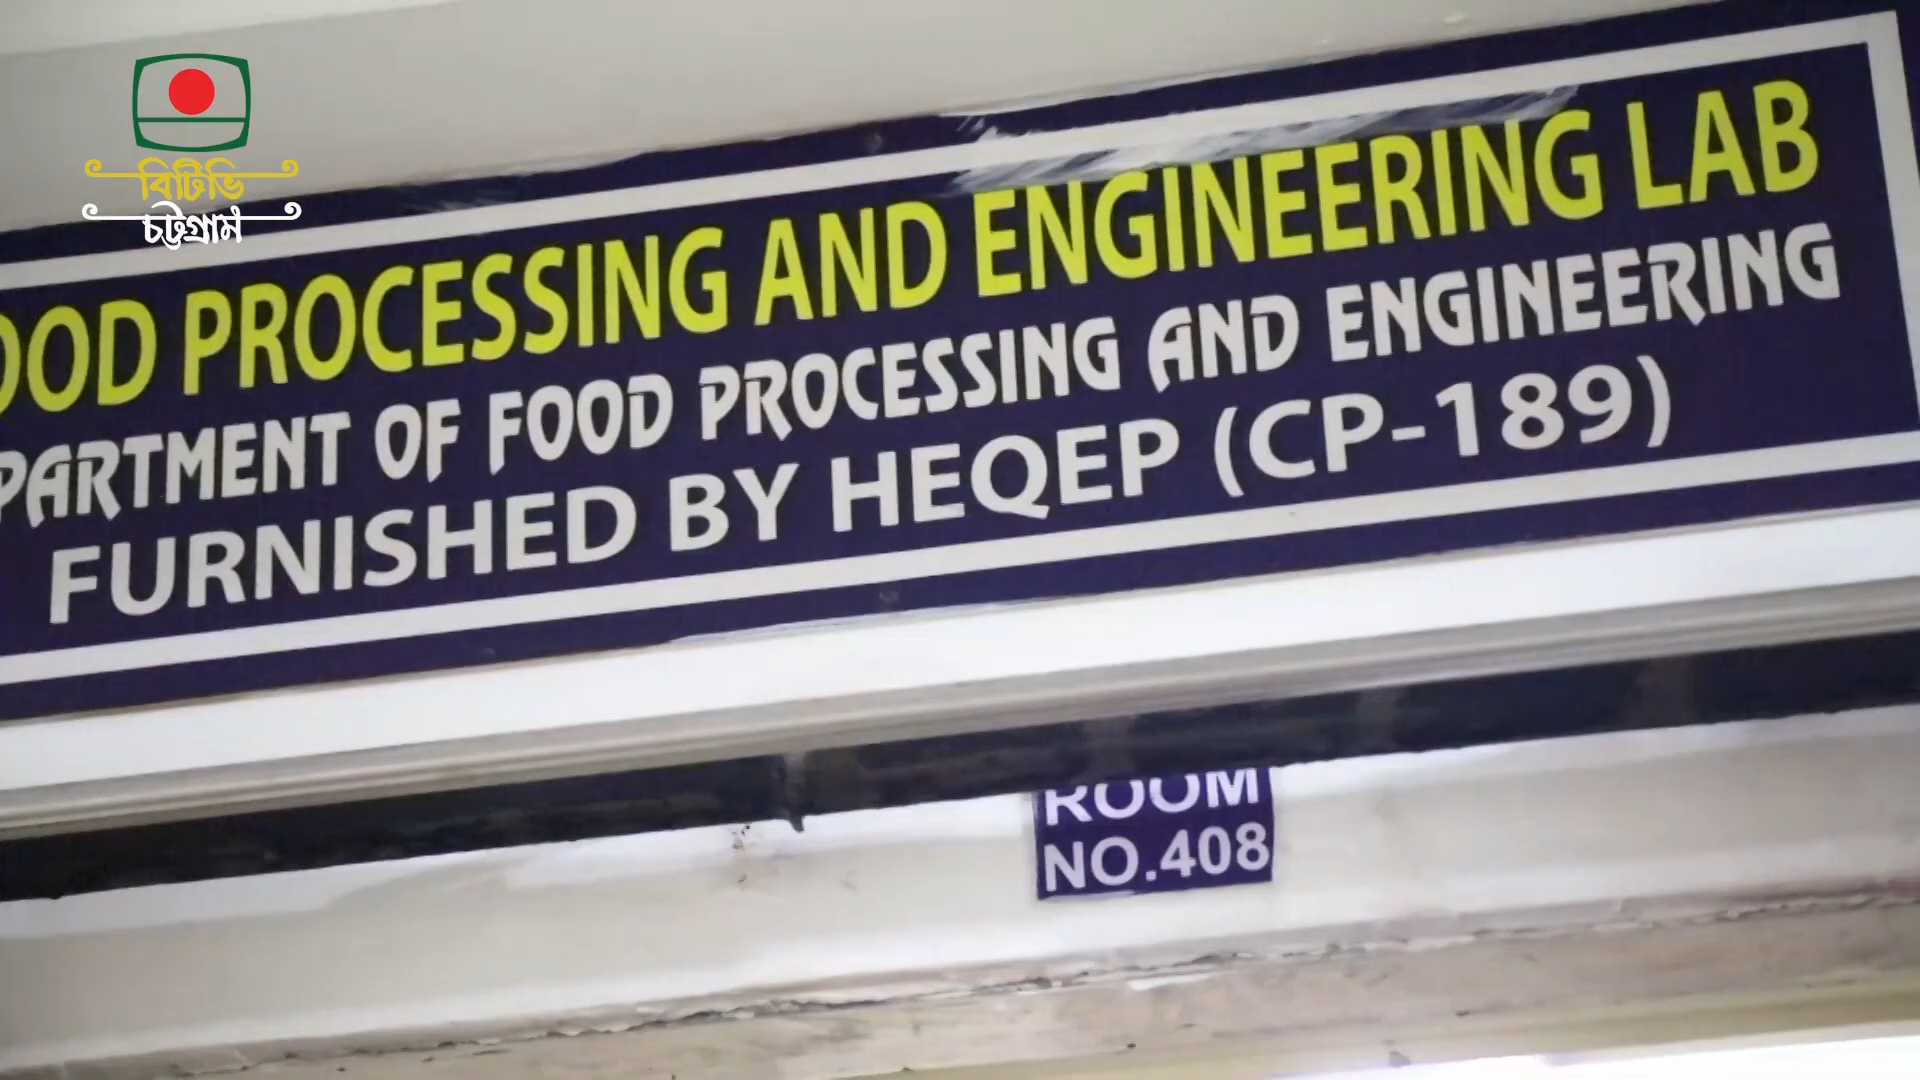 বিটিভি
চট্টগ্রাম
OOD PROCESSING AND ENGINEERING LAB
PARTMENT OF FOOD PROCESSING AND ENGINEERING
FURNISHED BY HEQEP (CP-189)
ROOM
NO.408